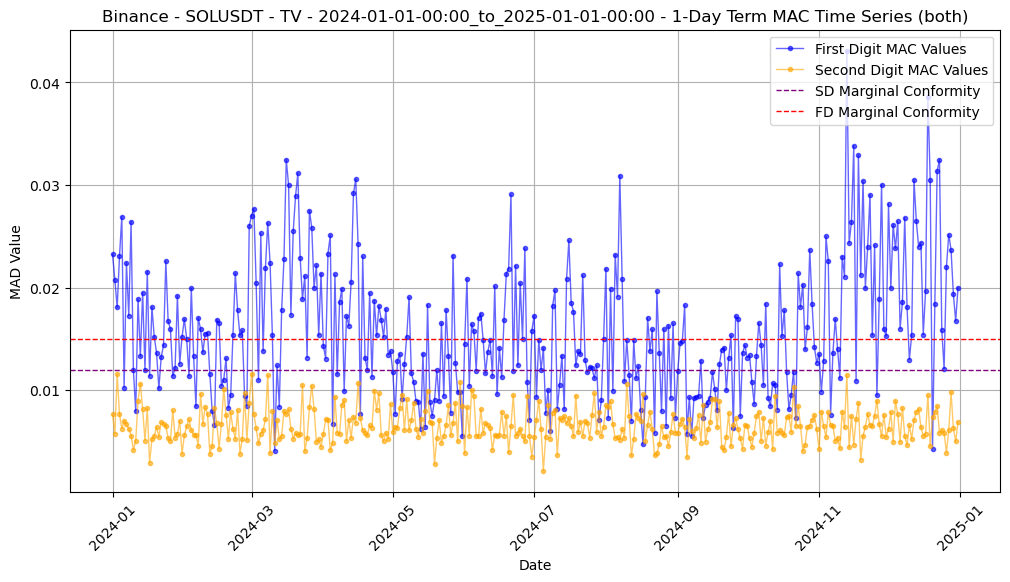 Binance - SOLUSDT - TV - 2024-01-01-00:00_to_2025-01-01-00:00 - 1-Day Term MAC Time Series (both)
First Digit MAC Values
Second Digit MAC Values
SD Marginal Conformity
FD Marginal Conformity
0.04
0.03
0.02
0.01
MAD Value
2024-01
2024-03
2024-05
2024-07
2024-09
2024-11
2025-01
Date